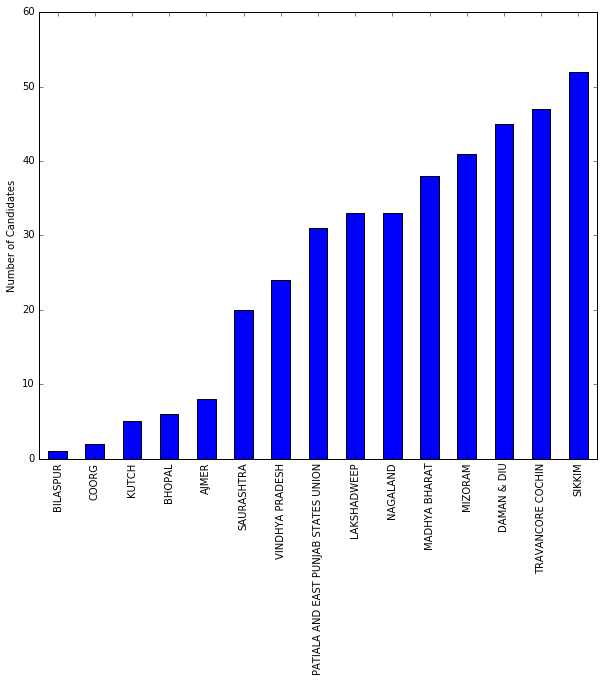 60
50
40
30
20
10
0
Number of Candidates
BILASPUR
COORG
KUTCH
BHOPAL
AJMER
SAURASHTRA
VINDHYA PRADESH
PATIALA AND EAST PUNJAB STATES UNION
LAKSHADWEEP
NAGALAND
MADHYA BHARAT
MIZORAM
DAMAN & DIU
TRAVANCORE COCHIN
SIKKIM